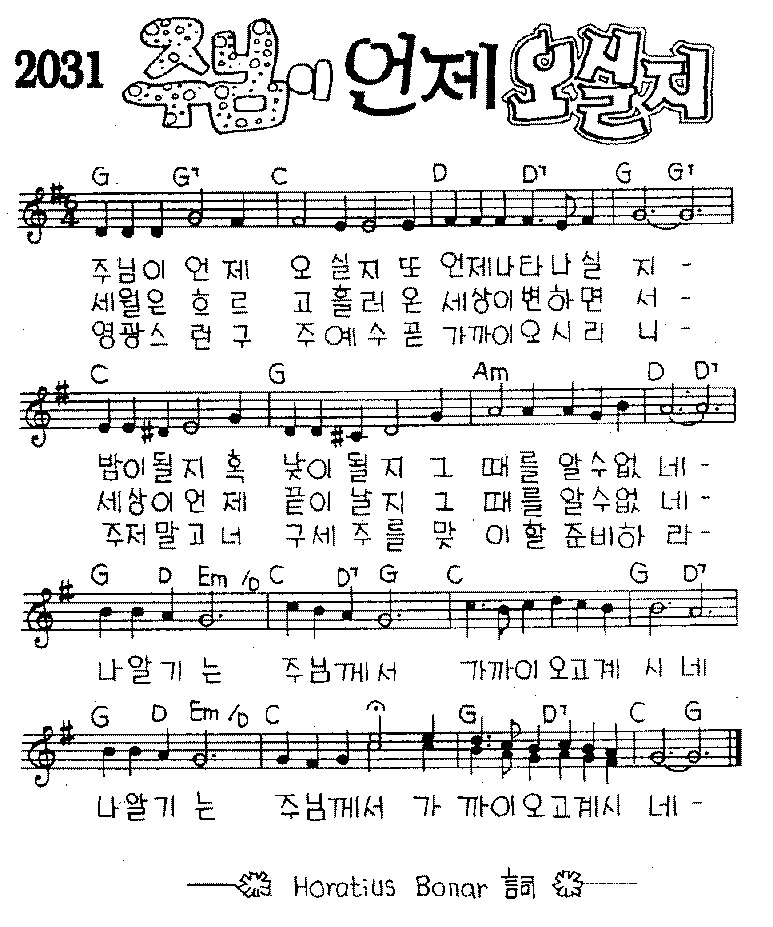 2031 주님이 언제 오실지
G G7 C D D7 G G7
주님이 언제 오 실지 또 언제나타나실 지 -
세월은 흐르 고 흘러 온 세상이변하면 서 -
영광스런구 주예수곧 가까이오시리 니 -
C G Am D D7
밤이될지 혹 낮이 될지 그 때를 알수없 네 -
세상이언제 끝이 날지 그 때를 알수없 네 -
주저말고너 구세주를 맞 이할 준비하 라 -
G D Em /D C D7 G C G D7
나알기 는 주님께서 가까이 오고계 시 네
G D Em /D C G D7 C G
나알기 는 주님께서 가 까이오고계시 네 -
Horatius Bonar 詞